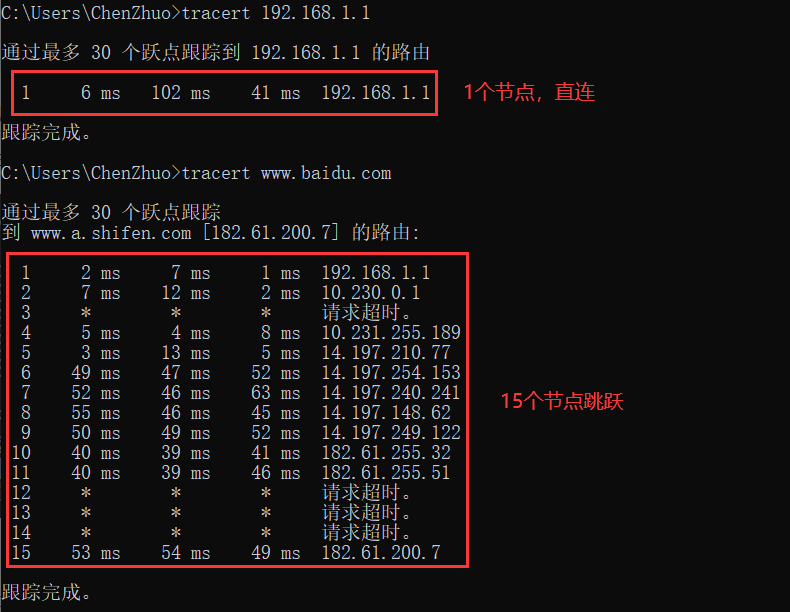 C:\Users\ChenZhuo>tracert 192.168.1.1
通过最多 30 个跃点跟踪到 192.168.1.1 的路由
1 6 ms 102 ms 41 ms 192.168.1.1
1个节点，直连
跟踪完成。
C:\Users\ChenZhuo>tracert www.baidu.com
通过最多 30 个跃点跟踪
到 www.a.shifen.com [182.61.200.7] 的路由:
1 2 ms 7 ms 1 ms 192.168.1.1
2 7 ms 12 ms 2 ms 10.230.0.1
3 * * * 请求超时。
4 5 ms 4 ms 8 ms 10.231.255.189
5 3 ms 13 ms 5 ms 14.197.210.77
6 49 ms 47 ms 52 ms 14.197.254.153
7 52 ms 46 ms 63 ms 14.197.240.241
8 55 ms 46 ms 45 ms 14.197.148.62
9 50 ms 49 ms 52 ms 14.197.249.122
10 40 ms 39 ms 41 ms 182.61.255.32
11 40 ms 39 ms 46 ms 182.61.255.51
12 * * * 请求超时。
13 * * * 请求超时。
14 * * * 请求超时。
15 53 ms 54 ms 49 ms 182.61.200.7
15个节点跳跃
跟踪完成。